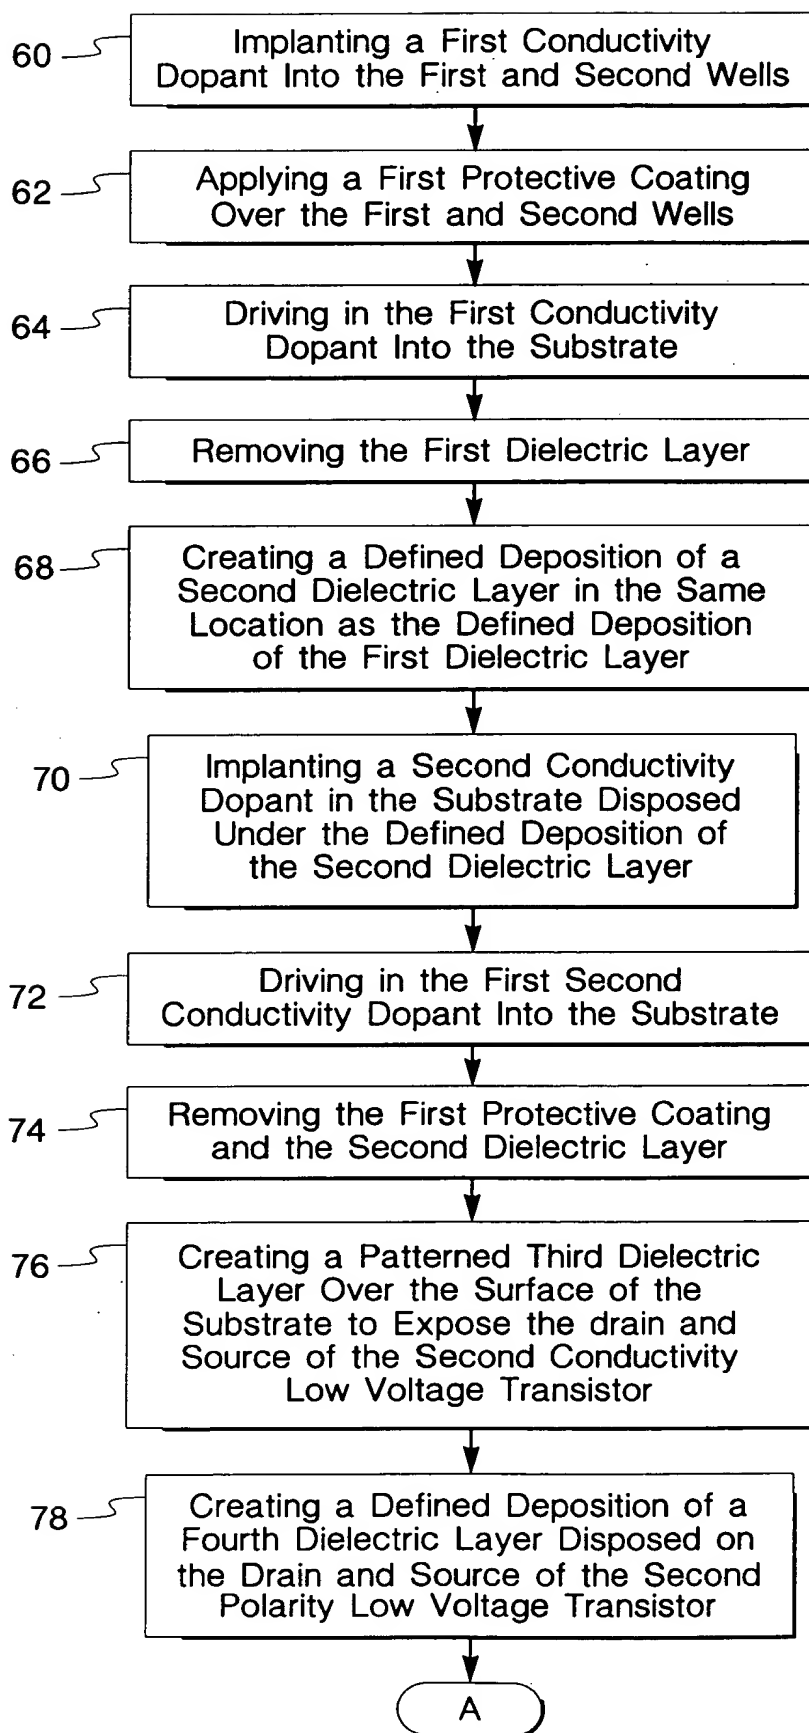 60
Implanting a First Conductivity
Dopant Into the First and Second Wells
62
Applying a First Protective Coating
Over the First and Second Wells
64
Driving in the First Conductivity
Dopant Into the Substrate
66
Removing the First Dielectric Layer
68
Creating a Defined Deposition of a
Second Dielectric Layer in the Same
Location as the Defined Deposition
of the First Dielectric Layer
70
Implanting a Second Conductivity
Dopant in the Substrate Disposed
Under the Defined Deposition of
the Second Dielectric Layer
72
Driving in the First Second
Conductivity Dopant Into the Substrate
74
Removing the First Protective Coating
and the Second Dielectric Layer
76
Creating a Patterned Third Dielectric
Layer Over the Surface of the
Substrate to Expose the drain and
Source of the Second Conductivity
Low Voltage Transistor
78
Creating a Defined Deposition of a
Fourth Dielectric Layer Disposed on
the Drain and Source of the Second
Polarity Low Voltage Transistor
A